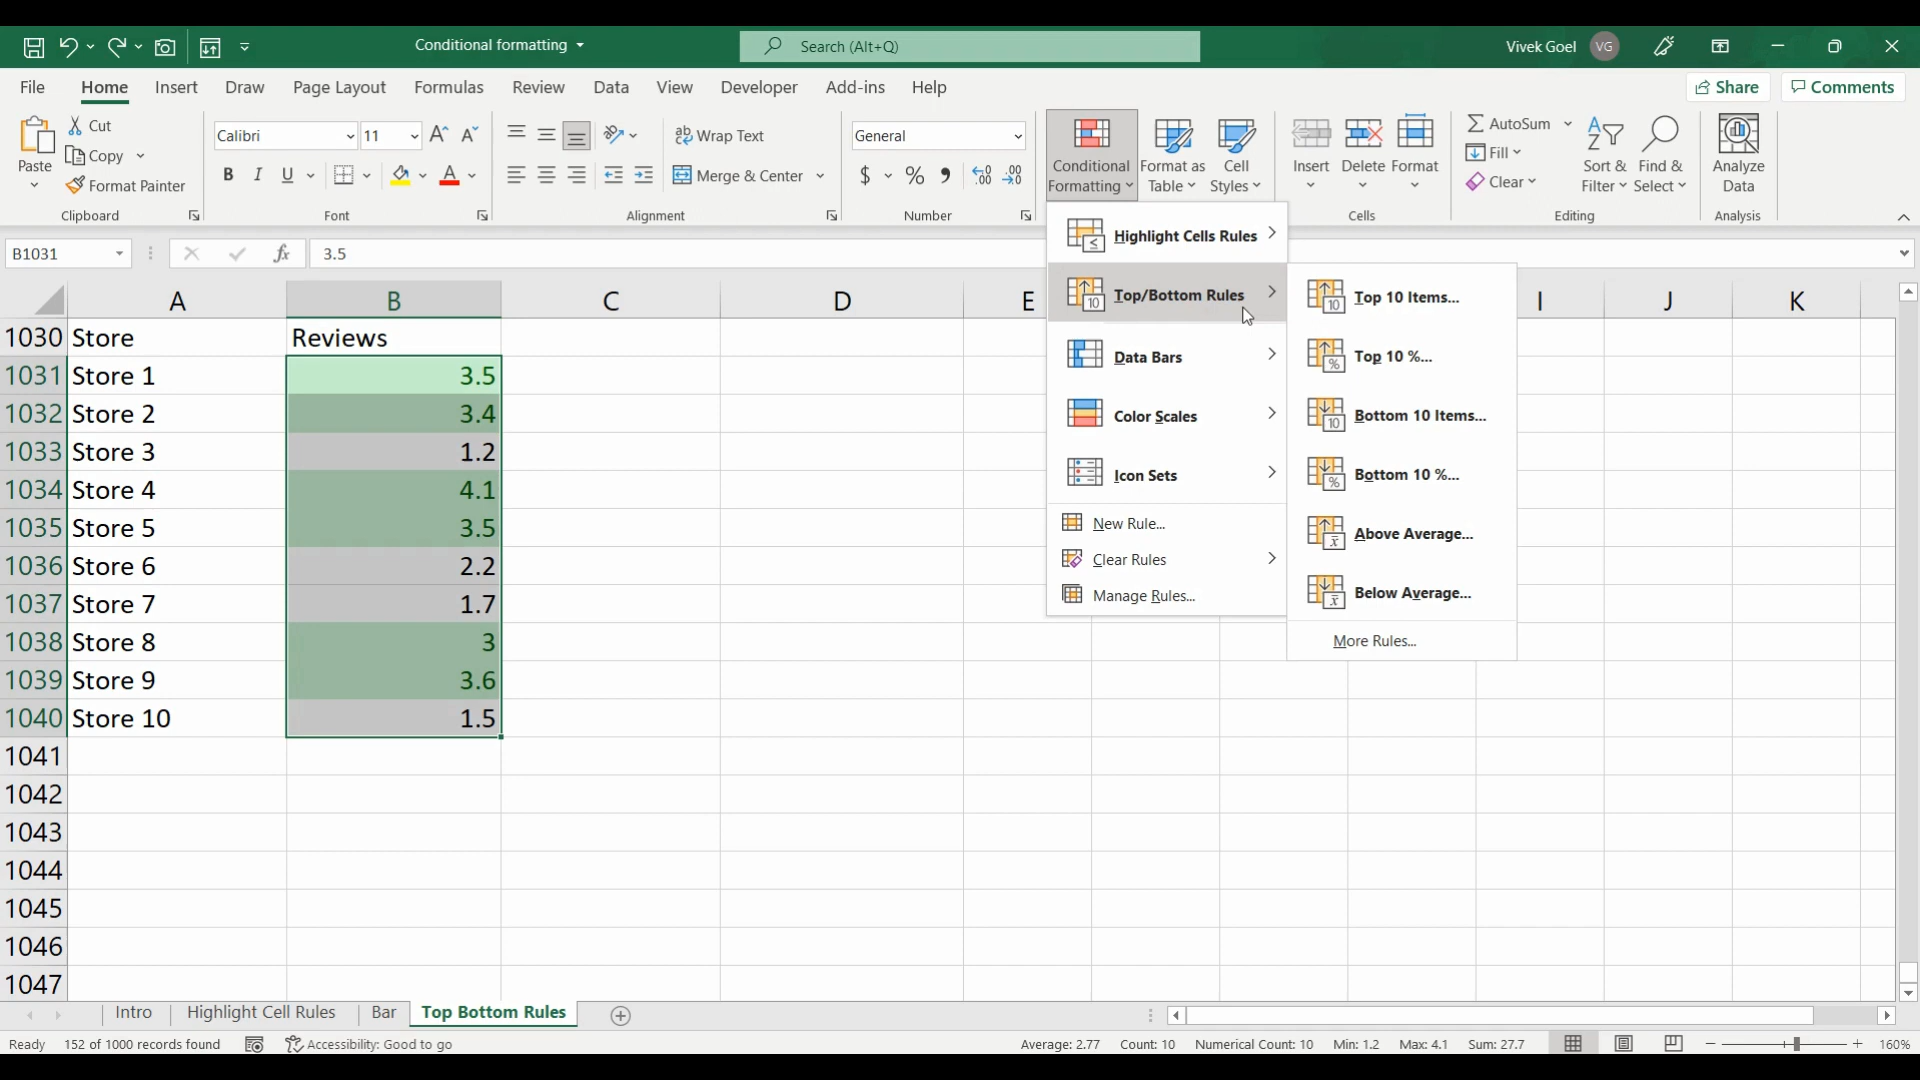 Conditional formatting
Search (Alt+Q)
Vivek Goel VG
File Home Insert Draw Page Layout Formulas Review Data View Developer Add-ins Help Share Comments
Paste Cut Copy Format Painter
Clipboard
Calibri 11
B I U A
Font
ab Wrap Text
Merge & Center
Alignment
General
$ % 9
Number
Conditional Formatting
Format as Table
Cell Styles
Insert Delete Format
Cells
AutoSum
Fill
Clear
Sort & Filter
Find & Select
Editing
Analyze Data
Analysis
B1031 fx 3.5
Highlight Cells Rules
Top/Bottom Rules
Data Bars
Color Scales
Icon Sets
New Rule...
Clear Rules
Manage Rules...
Top 10 Items...
Top 10 %...
Bottom 10 Items...
Bottom 10 %...
Above Average...
Below Average...
More Rules...
A B C D E I J K
1030 Store Reviews
1031 Store 1 3.5
1032 Store 2 3.4
1033 Store 3 1.2
1034 Store 4 4.1
1035 Store 5 3.5
1036 Store 6 2.2
1037 Store 7 1.7
1038 Store 8 3
1039 Store 9 3.6
1040 Store 10 1.5
1041
1042
1043
1044
1045
1046
1047
Intro Highlight Cell Rules Bar Top Bottom Rules
Ready 152 of 1000 records found Accessibility: Good to go Average: 2.77 Count: 10 Numerical Count: 10 Min: 1.2 Max: 4.1 Sum: 27.7 160%